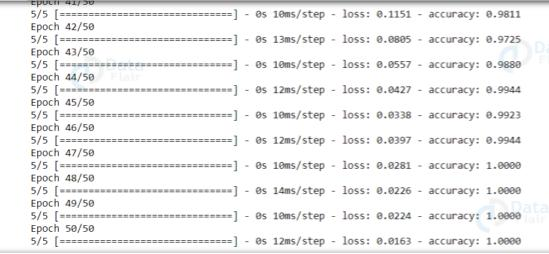 Epoch 41/50
5/5 [==============================] - 0s 10ms/step - loss: 0.1151 - accuracy: 0.9811
Epoch 42/50
5/5 [==============================] - 0s 13ms/step - loss: 0.0805 - accuracy: 0.9725
Epoch 43/50
5/5 [==============================] - 0s 10ms/step - loss: 0.0557 - accuracy: 0.9880
Epoch 44/50
5/5 [==============================] - 0s 12ms/step - loss: 0.0427 - accuracy: 0.9944
Epoch 45/50
5/5 [==============================] - 0s 10ms/step - loss: 0.0338 - accuracy: 0.9923
Epoch 46/50
5/5 [==============================] - 0s 12ms/step - loss: 0.0397 - accuracy: 0.9944
Epoch 47/50
5/5 [==============================] - 0s 10ms/step - loss: 0.0281 - accuracy: 1.0000
Epoch 48/50
5/5 [==============================] - 0s 14ms/step - loss: 0.0226 - accuracy: 1.0000
Epoch 49/50
5/5 [==============================] - 0s 10ms/step - loss: 0.0224 - accuracy: 1.0000
Epoch 50/50
5/5 [==============================] - 0s 12ms/step - loss: 0.0163 - accuracy: 1.0000
Data
Flair
Data
Flair